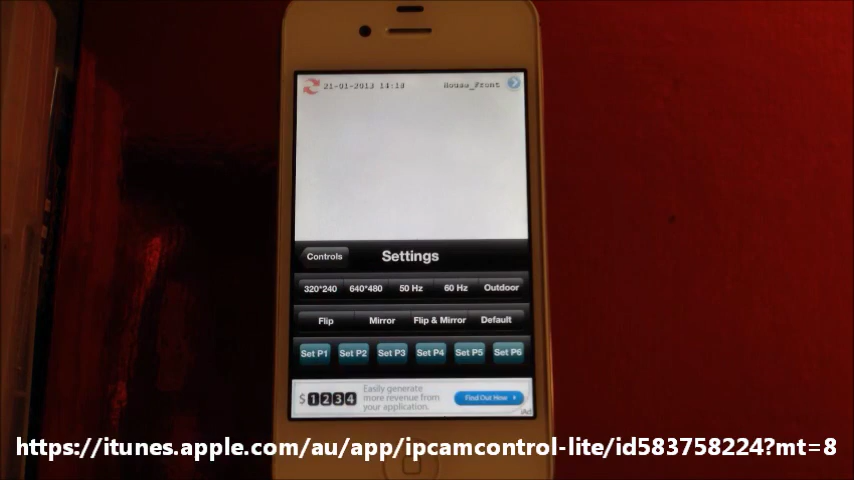 21-01-2013 14:18 House_Front
Controls Settings
320*240 640*480 50 Hz 60 Hz Outdoor
Flip Mirror Flip & Mirror Default
Set P1 Set P2 Set P3 Set P4 Set P5 Set P6
$1234 Easily generate
more revenue from
your application.
Find Out How
iAd
https://itunes.apple.com/au/app/ipcamcontrol-lite/id583758224?mt=8